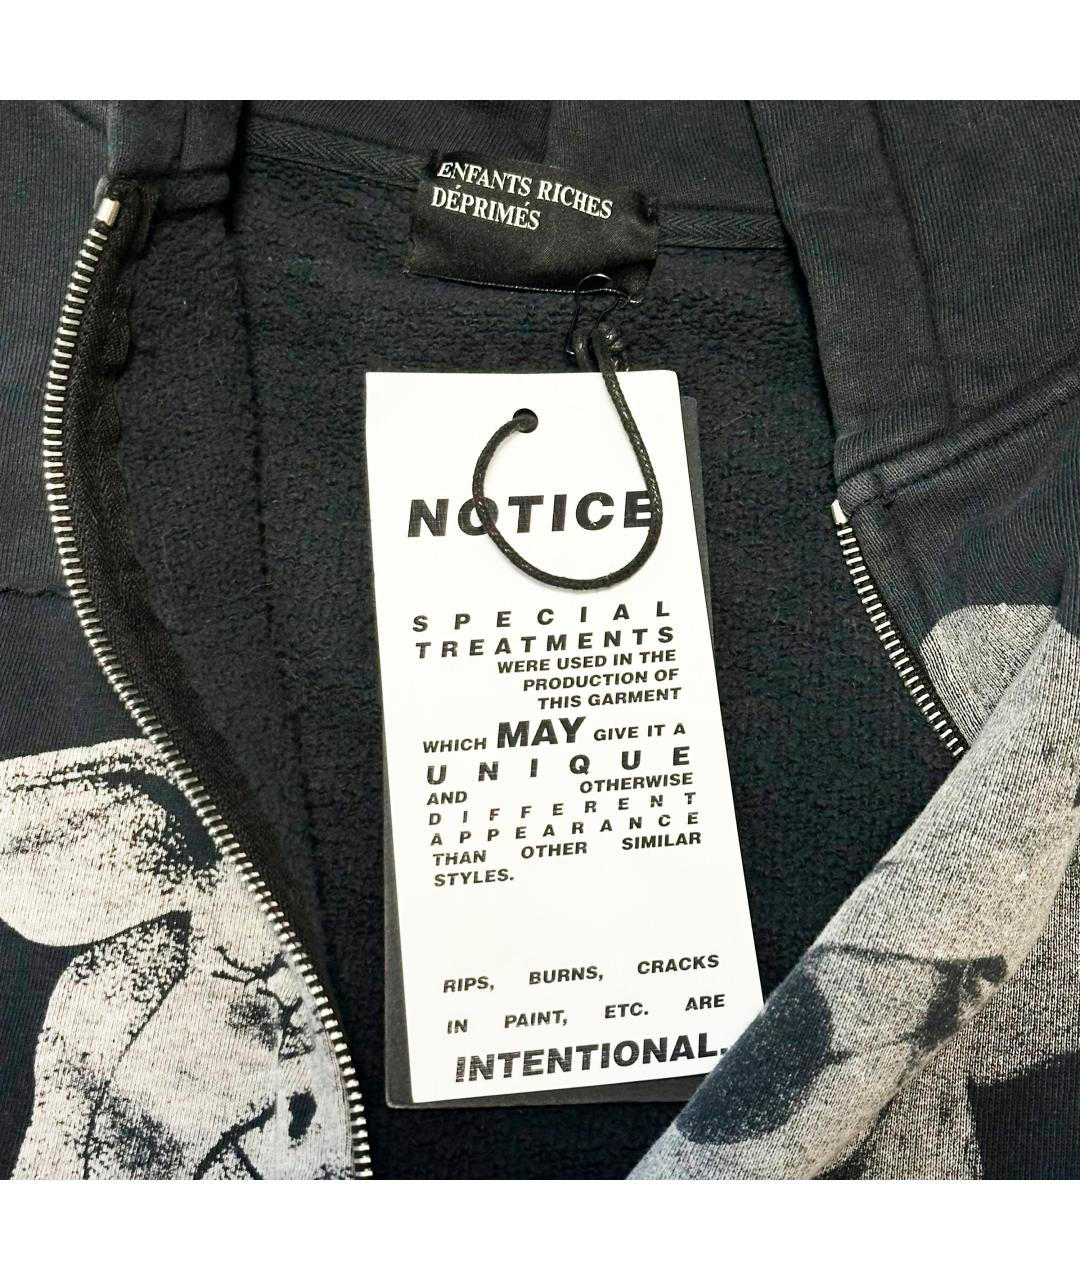 ENFANTS RICHES
DÉPRIMÉS
NOTICE
SPECIAL
TREATMENTS
WERE USED IN THE
PRODUCTION OF
THIS GARMENT
WHICH MAY GIVE IT A
UNIQUE
AND OTHERWISE
DIFFERENT
APPEARANCE
THAN OTHER SIMILAR
STYLES.
RIPS, BURNS, CRACKS
IN PAINT, ETC. ARE
INTENTIONAL.